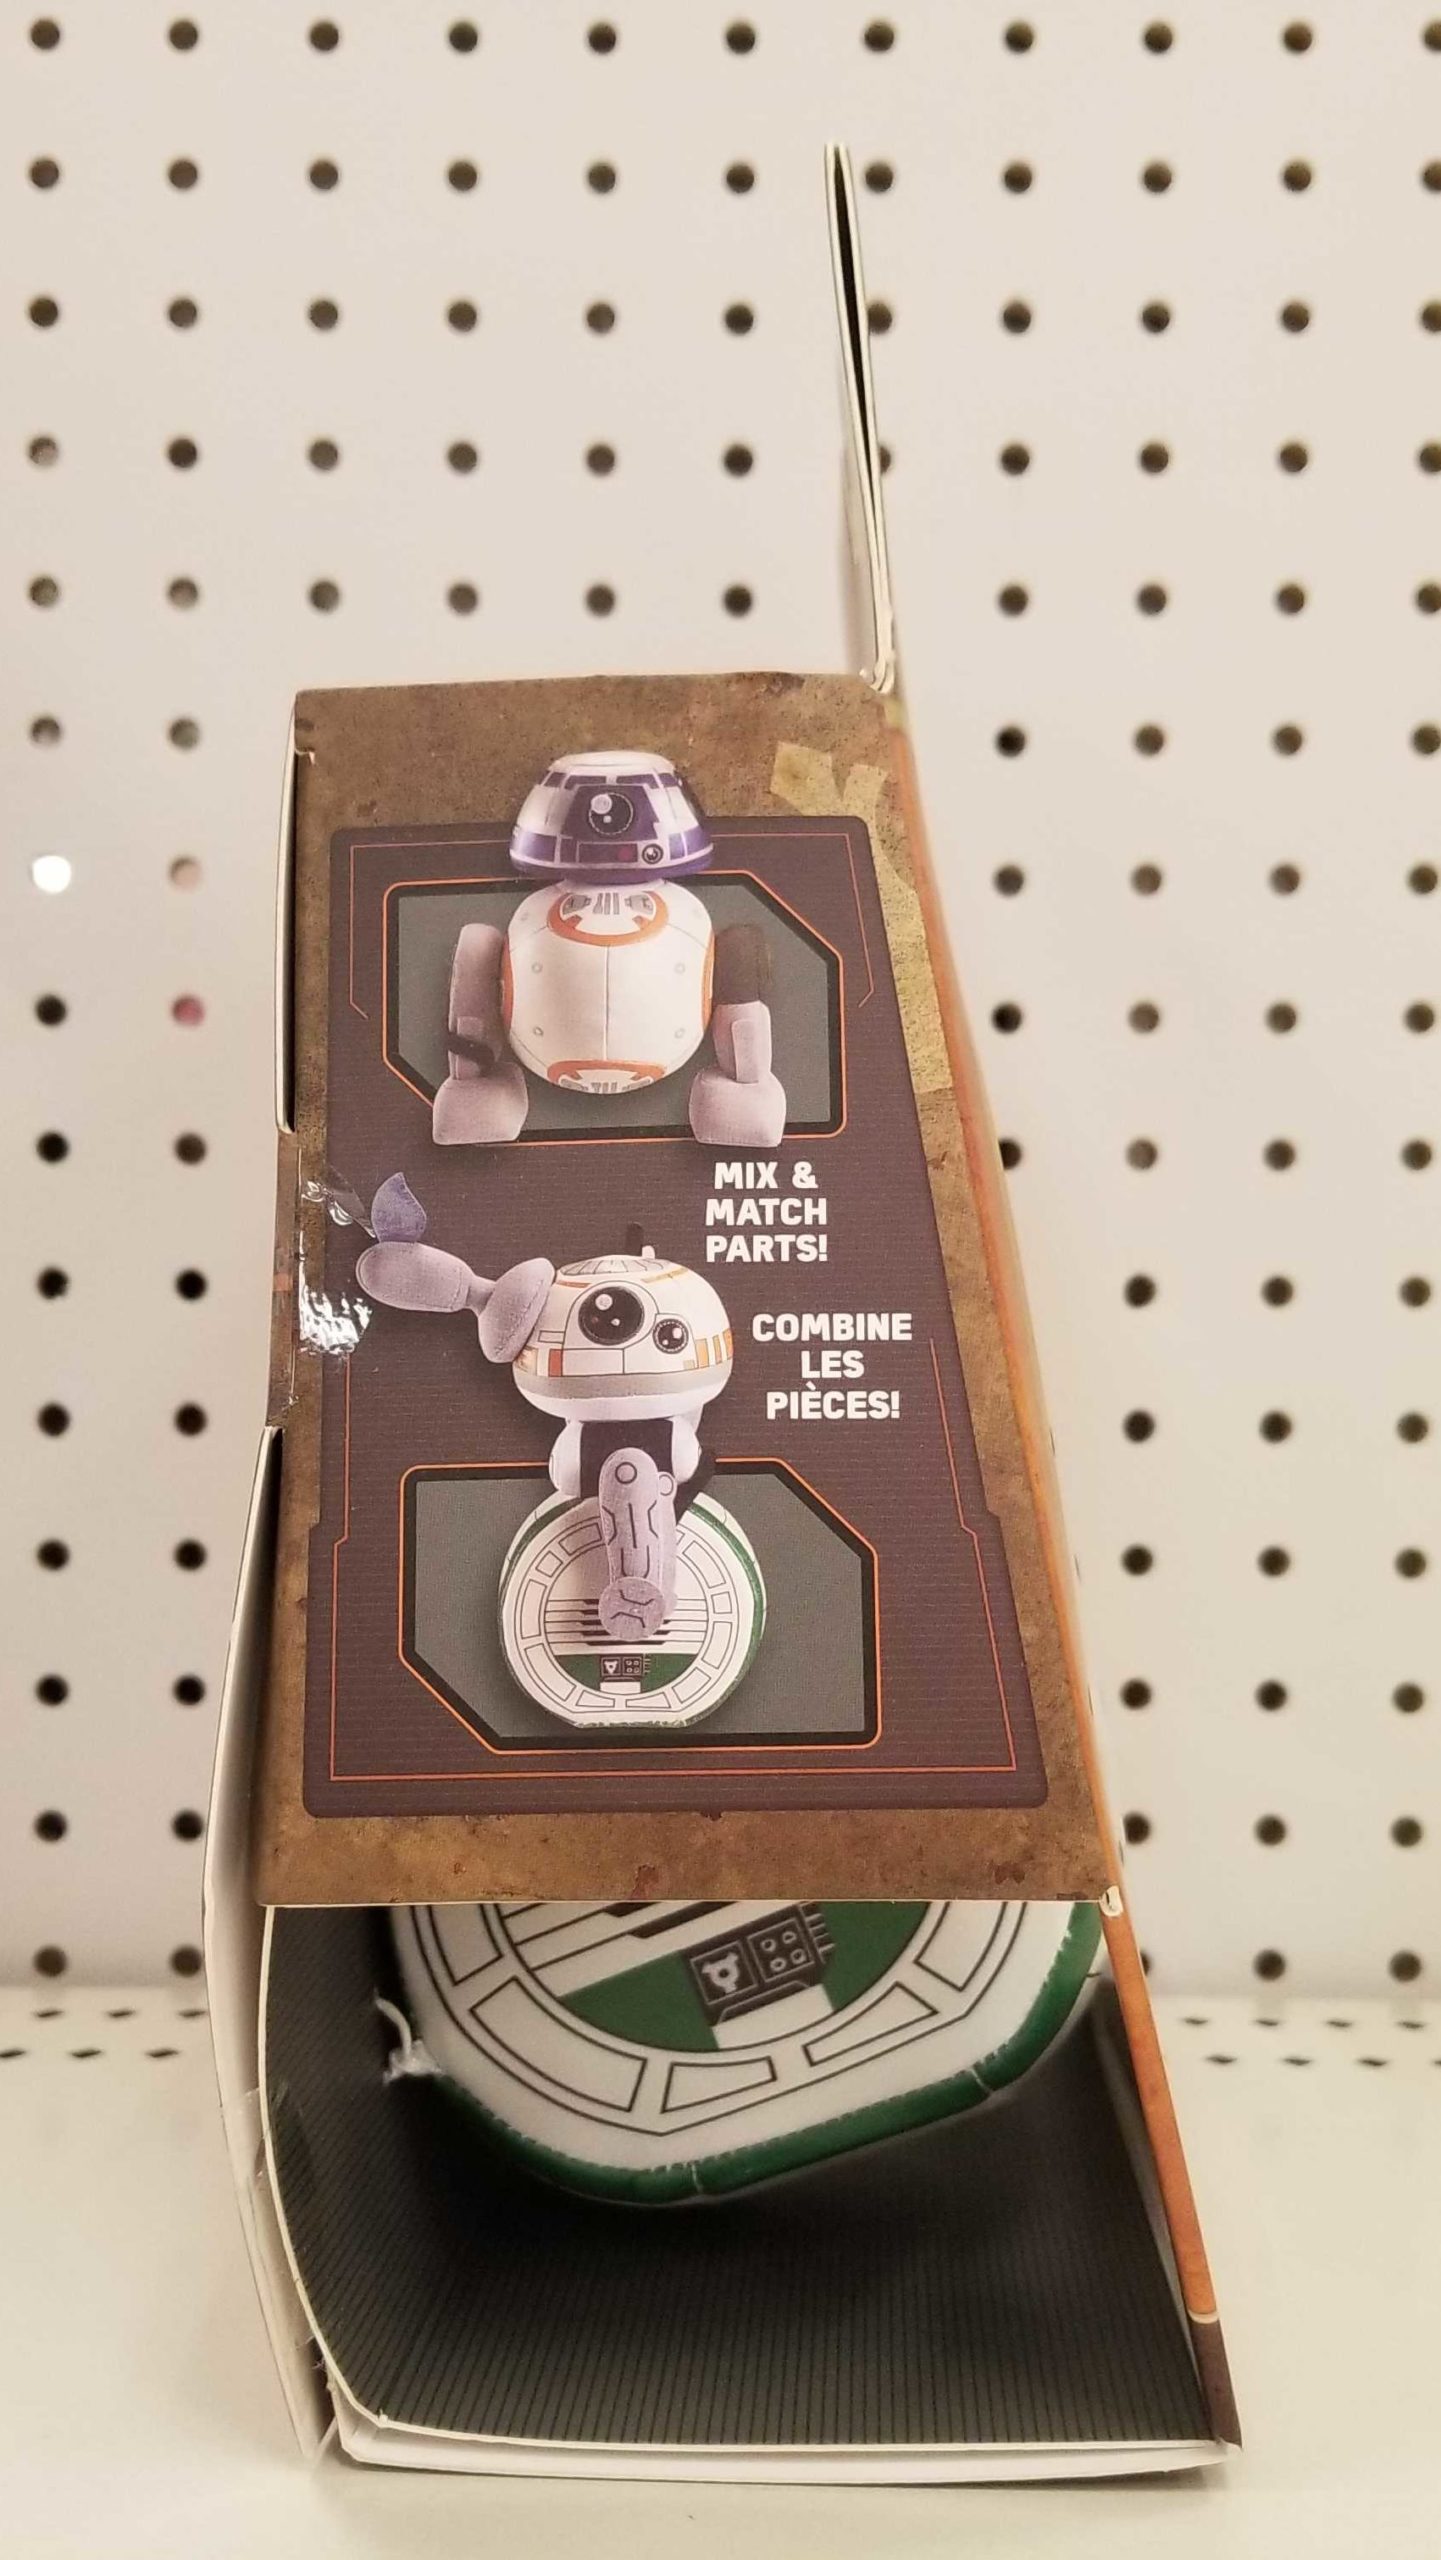 MIX &
MATCH
PARTS!
COMBINE
LES
PIÈCES!